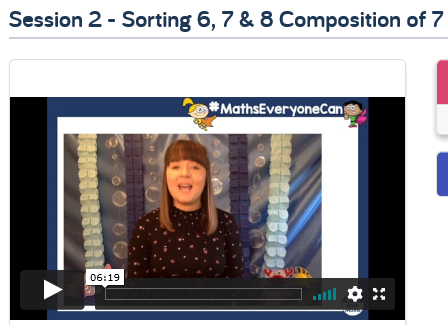 Session 2 - Sorting 6, 7 & 8 Composition of 7
#MathsEveryoneCan
06:19